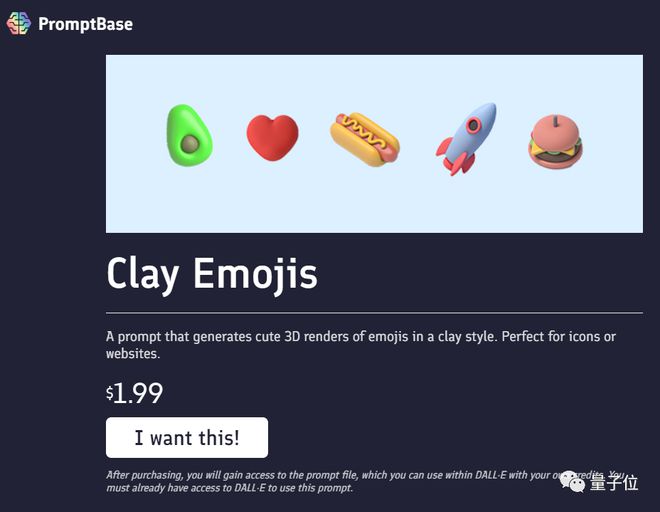 PromptBase
Clay Emojis
A prompt that generates cute 3D renders of emojis in a clay style. Perfect for icons or
websites.
$1.99
I want this!
After purchasing, you will gain access to the prompt file, which you can use within DALL·E with your own credits. You
must already have access to DALL·E to use this prompt.
量子位